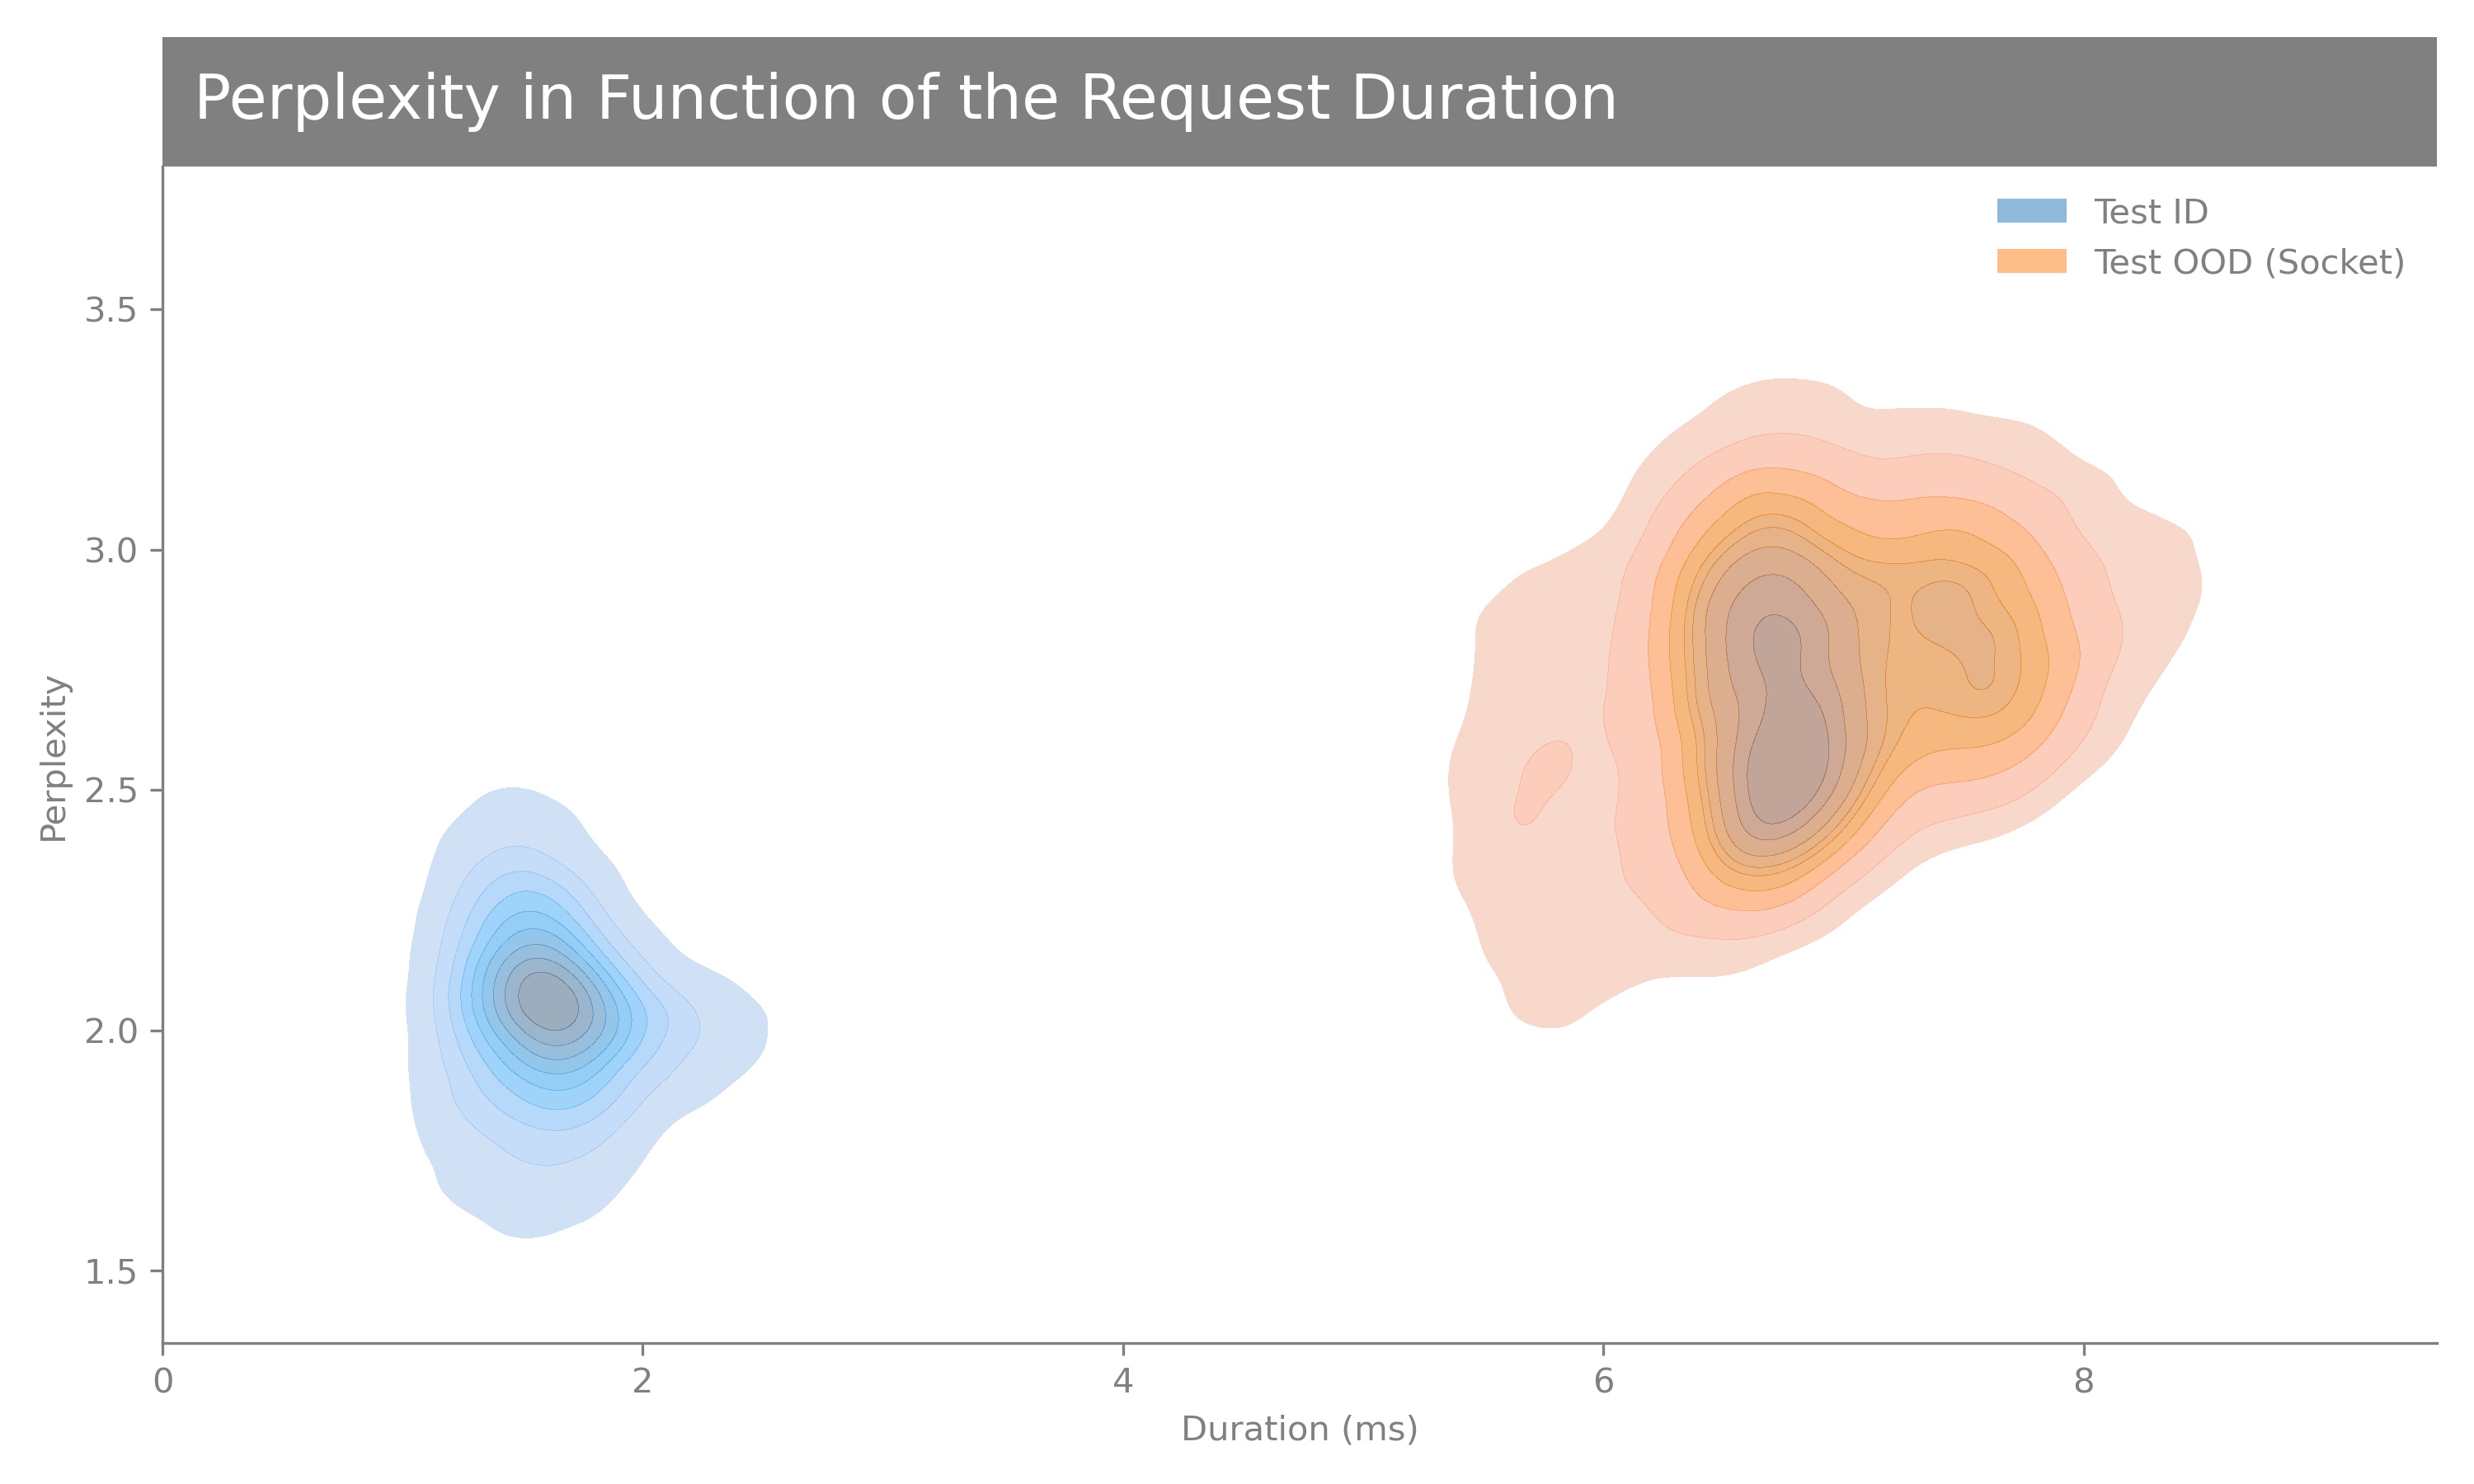 Perplexity in Function of the Request Duration
Test ID
Test OOD (Socket)
3.5
3.0
2.5
2.0
1.5
Perplexity
0 2 4 6 8
Duration (ms)